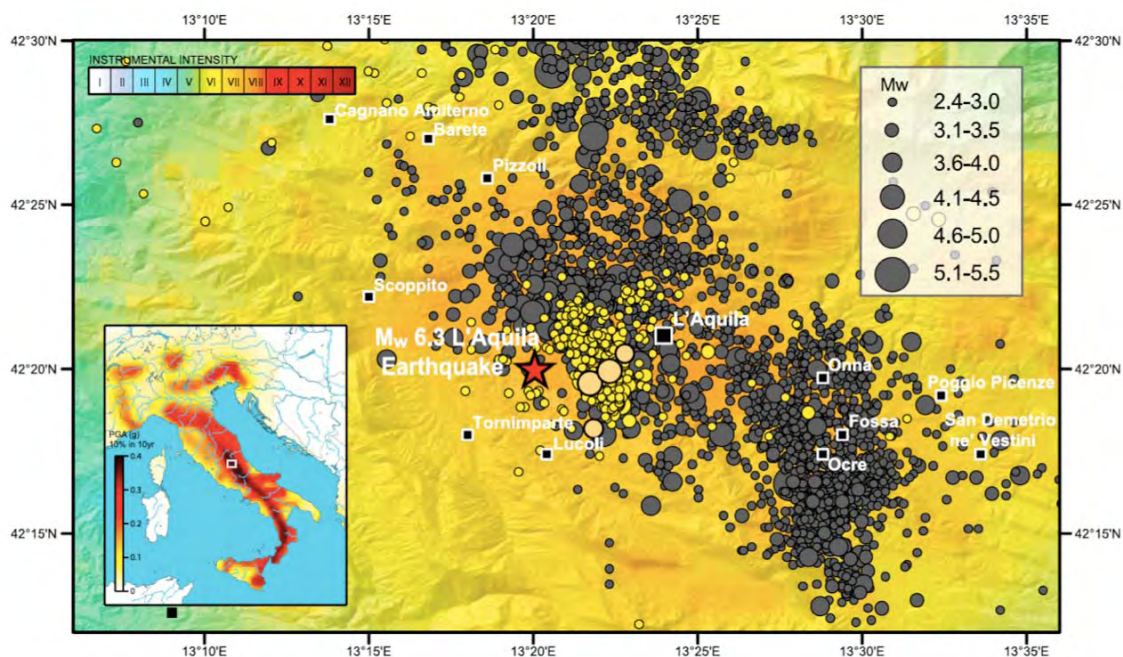 13°10'E 13°15'E 13°20'E 13°25'E 13°30'E 13°35'E
42°30'N 42°30'N
INSTRUMENTAL INTENSITY
I II III IV V VI VII VIII IX X XI XII
Mw
2.4-3.0
3.1-3.5
3.6-4.0
4.1-4.5
4.6-5.0
5.1-5.5
Cagnano Amiterno
Barete
Pizzoli
42°25'N 42°25'N
Scoppito
L'Aquila
Mw 6.3 L'Aquila
Earthquake
42°20'N 42°20'N
Onna
Poggio Picenze
Tornimparte
Fossa
San Demetrio
ne' Vestini
Lucoli
Ocre
PGA (g)
10% in 10yr
0.4
0.3
0.2
0.1
0
42°15'N 42°15'N
13°10'E 13°15'E 13°20'E 13°25'E 13°30'E 13°35'E